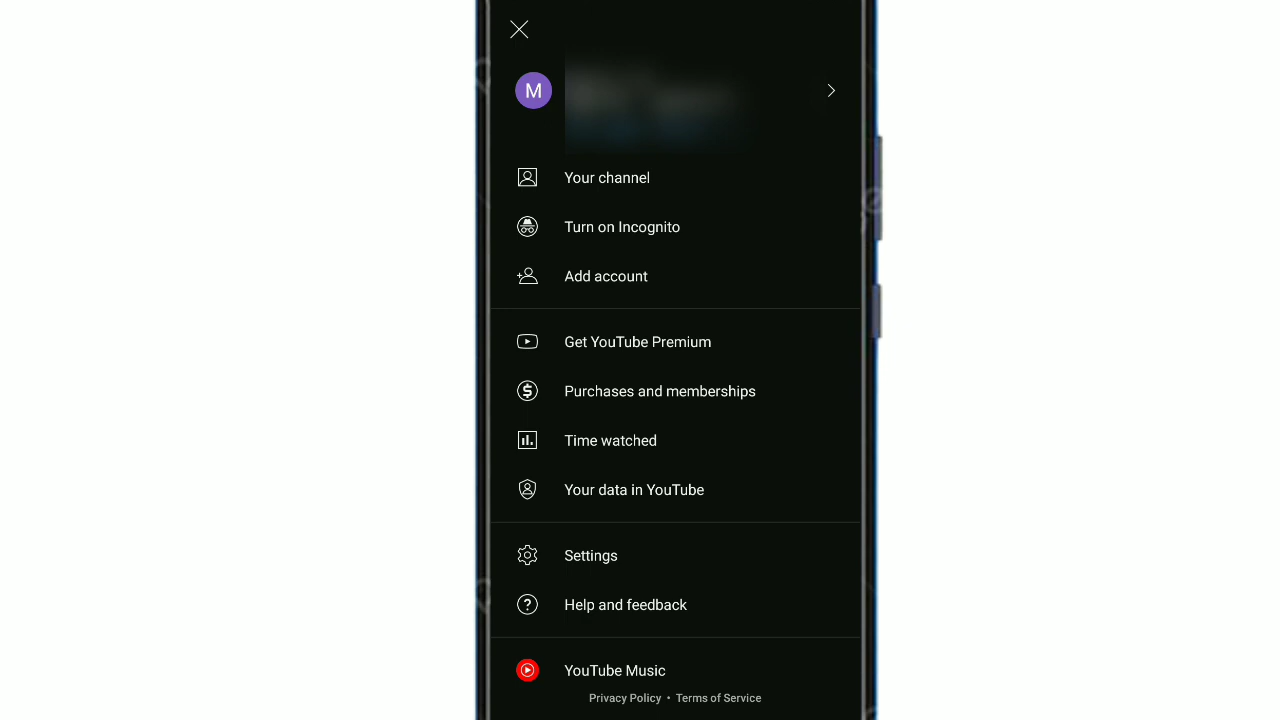 M
Your channel
Turn on Incognito
Add account
Get YouTube Premium
Purchases and memberships
Time watched
Your data in YouTube
Settings
Help and feedback
YouTube Music
Privacy Policy • Terms of Service